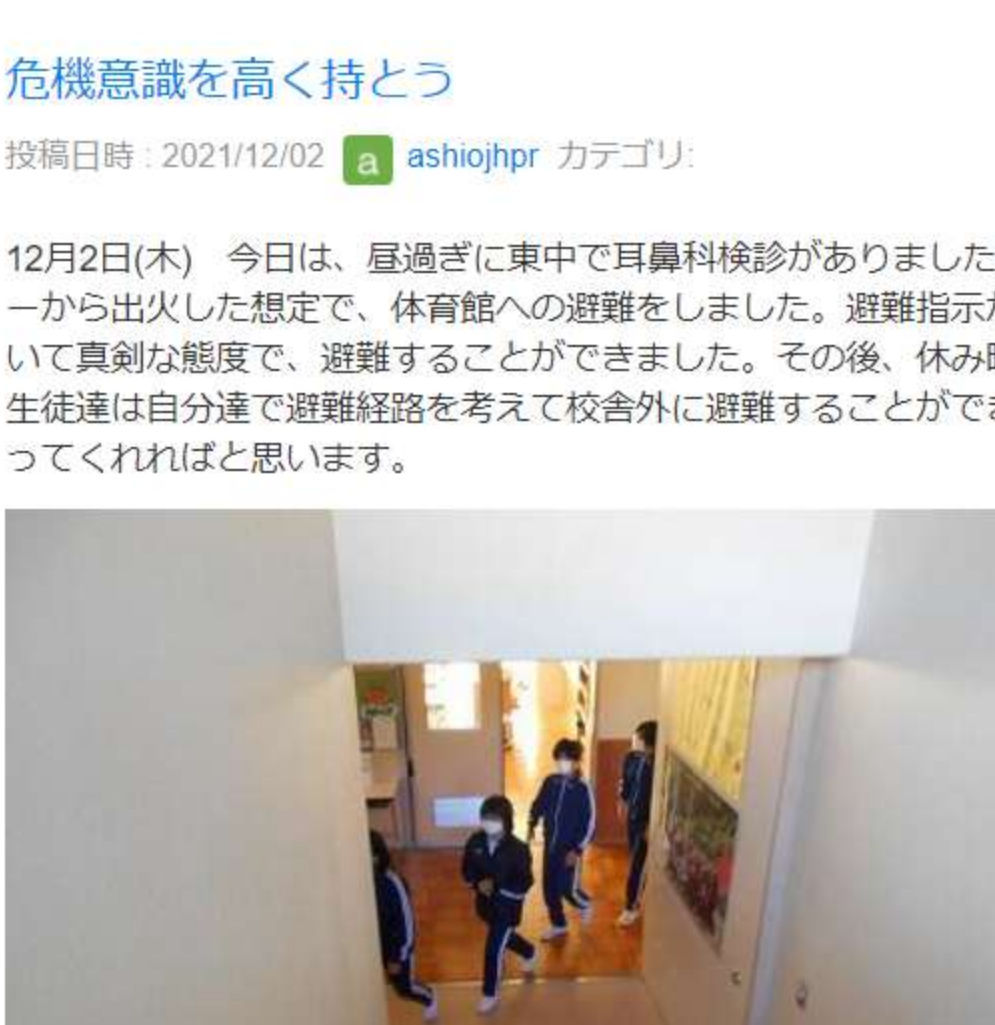 危機意識を高く持とう
投稿日時 : 2021/12/02 a ashiojhpr カテゴリ:
12月2日(木)　今日は、昼過ぎに東中で耳鼻科検診がありました
ーから出火した想定で、体育館への避難をしました。避難指示が
いて真剣な態度で、避難することができました。その後、休み時
生徒達は自分達で避難経路を考えて校舎外に避難することができ
ってくれればと思います。